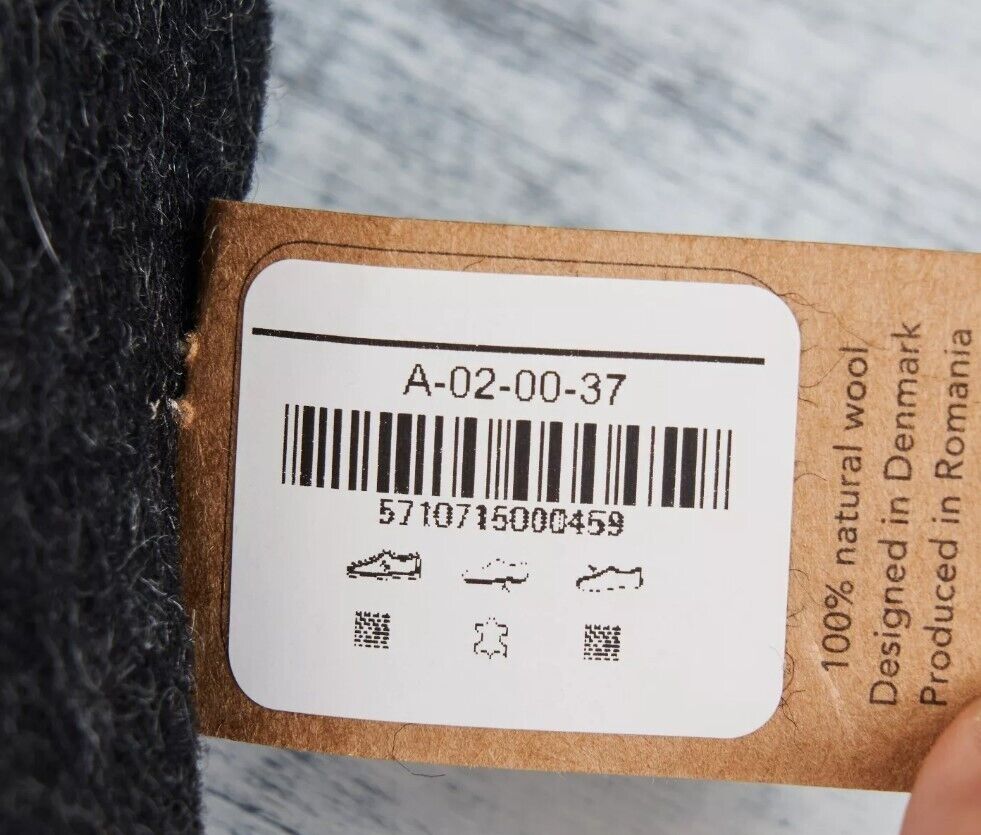 A-02-00-37
5710715000459
100% natural wool
Designed in Denmark
Produced in Romania